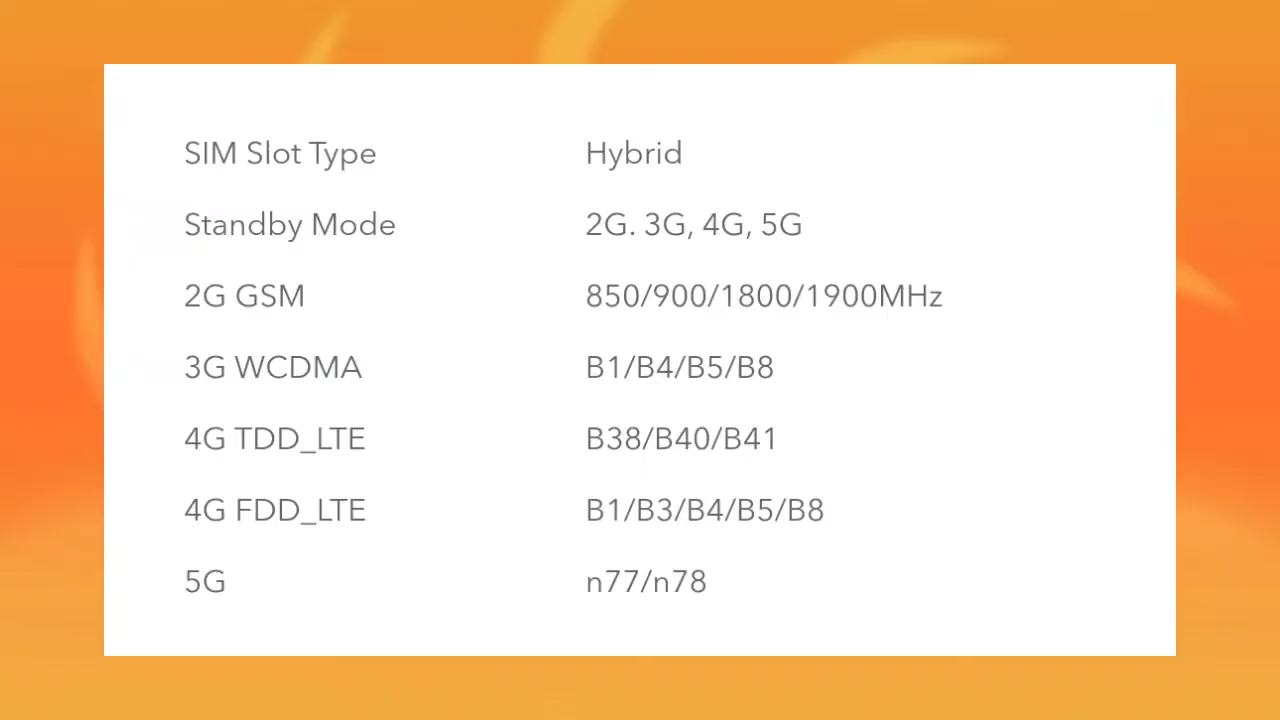 SIM Slot Type Hybrid
Standby Mode 2G. 3G, 4G, 5G
2G GSM 850/900/1800/1900MHz
3G WCDMA B1/B4/B5/B8
4G TDD_LTE B38/B40/B41
4G FDD_LTE B1/B3/B4/B5/B8
5G n77/n78